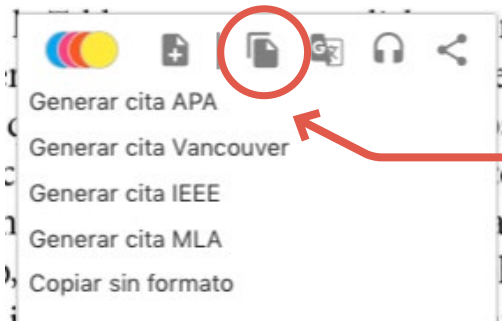 Generar cita APA
Generar cita Vancouver
Generar cita IEEE
Generar cita MLA
Copiar sin formato